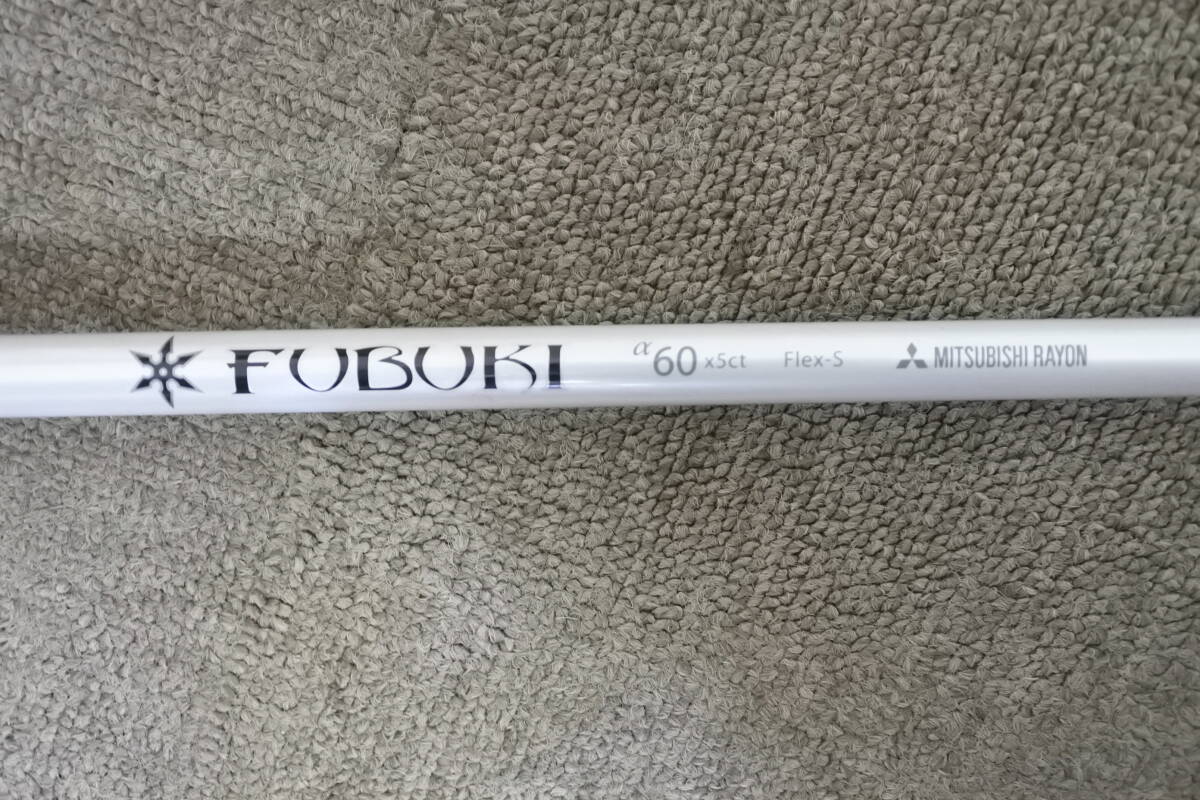 FUBUKI α60 x5ct Flex-S MITSUBISHI RAYON